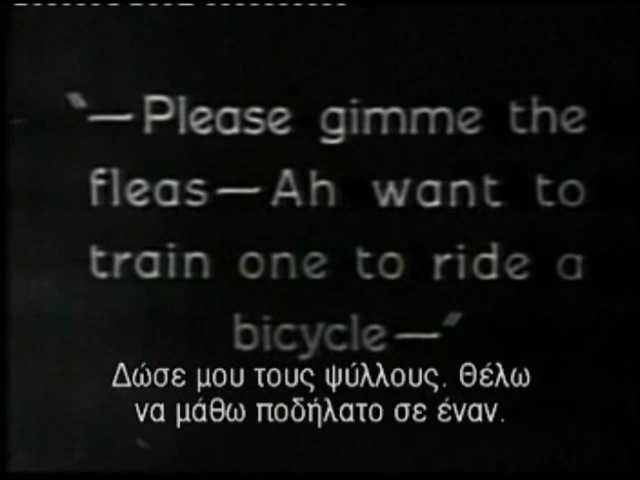 "—Please gimme the
fleas—Ah want to
train one to ride a
bicycle—"
Δώσε μου τους ψύλλους. Θέλω
να μάθω ποδήλατο σε έναν.